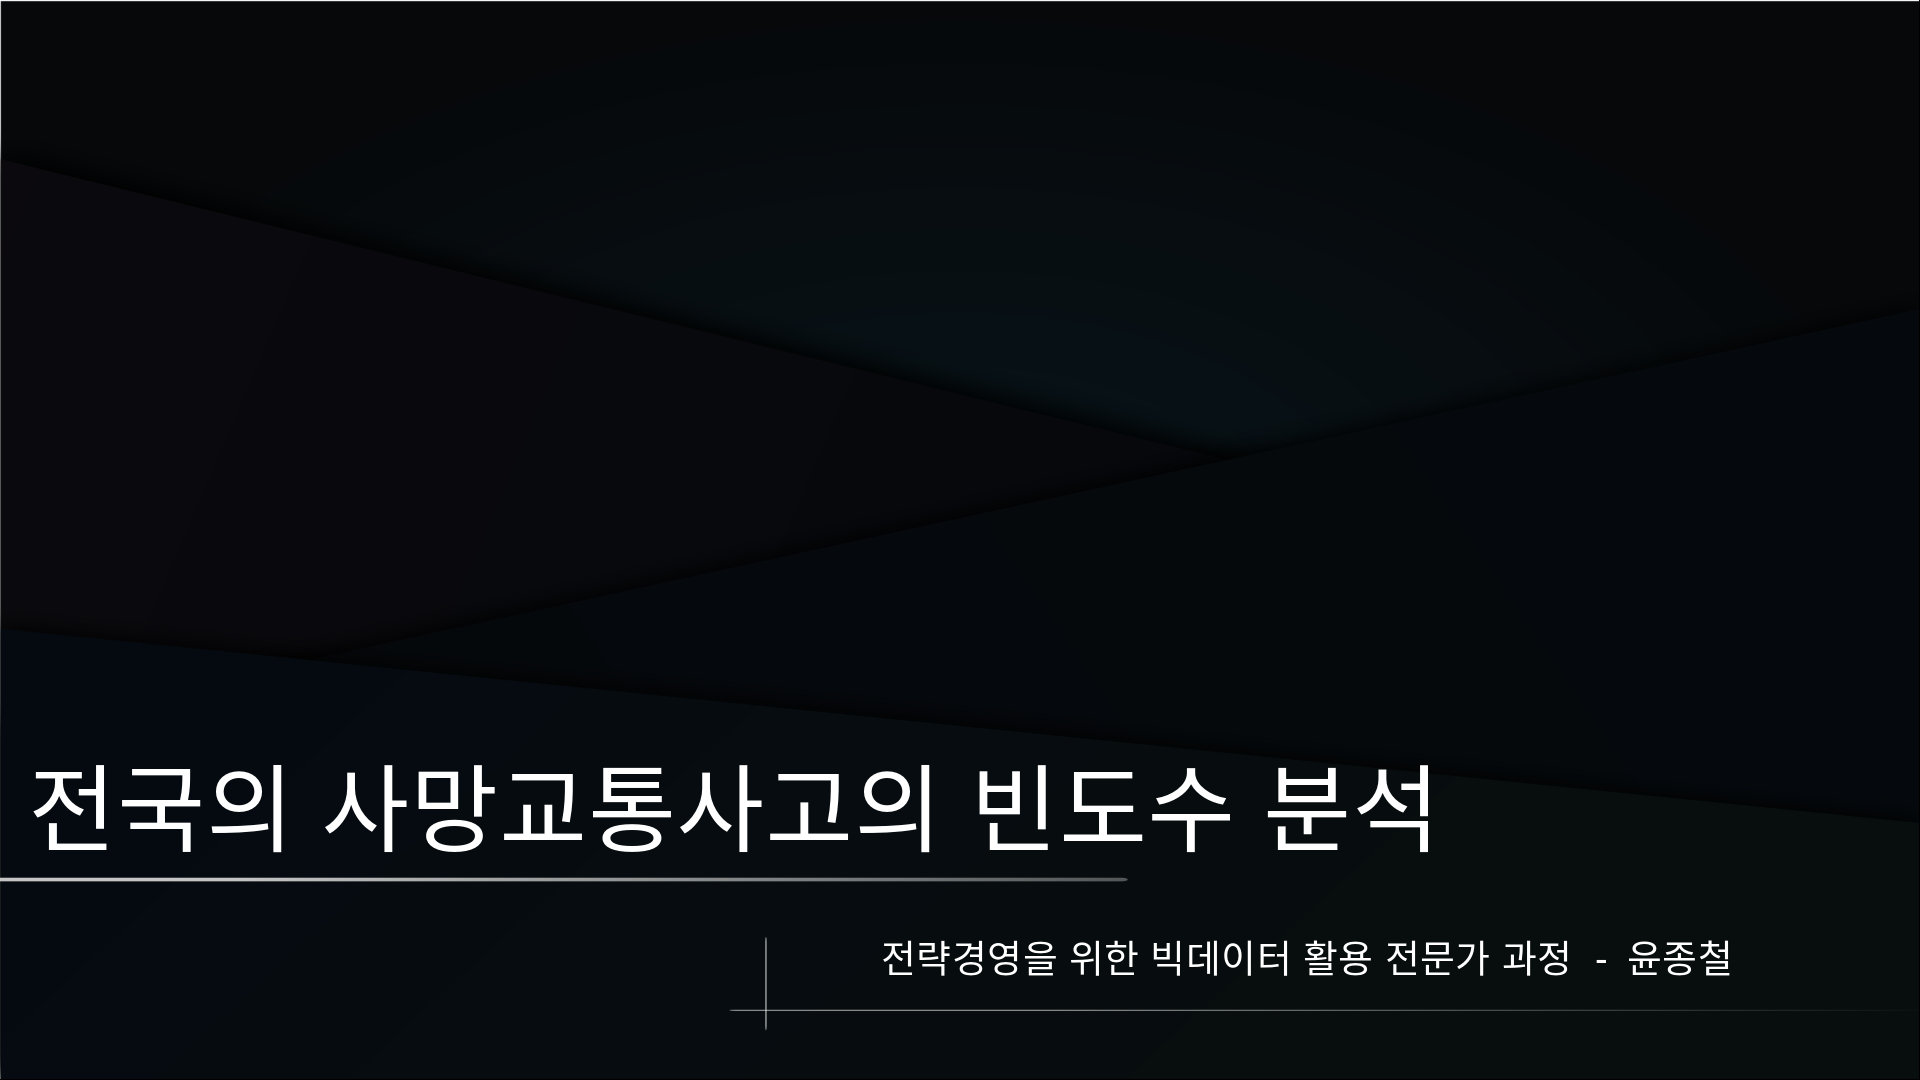 전국의 사망교통사고의 빈도수 분석
전략경영을 위한 빅데이터 활용 전문가 과정 - 윤종철